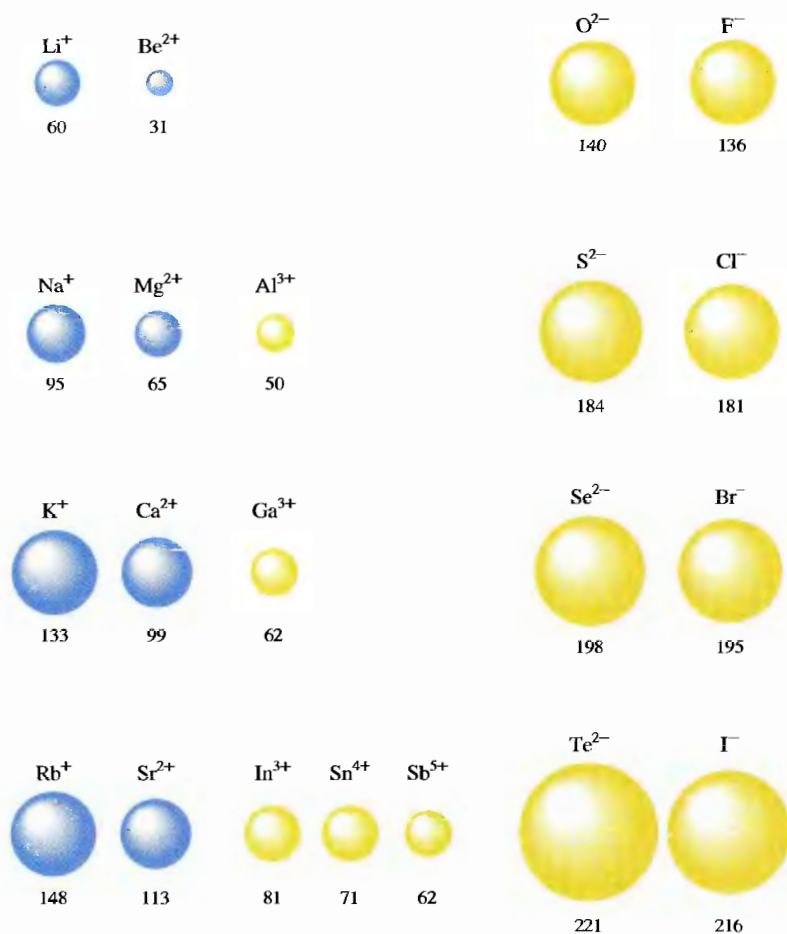 Li⁺ Be²⁺ O²⁻ F⁻
60 31 140 136
Na⁺ Mg²⁺ Al³⁺ S²⁻ Cl⁻
95 65 50 184 181
K⁺ Ca²⁺ Ga³⁺ Se²⁻ Br⁻
133 99 62 198 195
Rb⁺ Sr²⁺ In³⁺ Sn⁴⁺ Sb⁵⁺ Te²⁻ I⁻
148 113 81 71 62 221 216